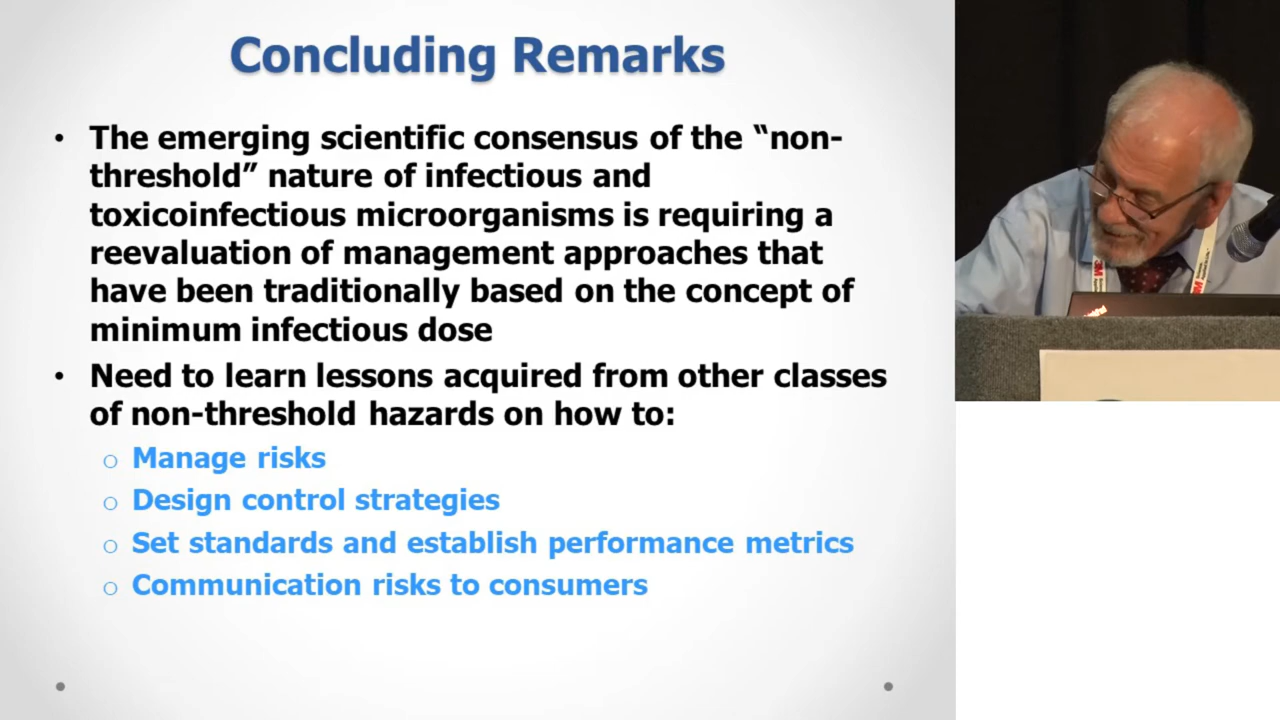 Concluding Remarks
• The emerging scientific consensus of the “non-
threshold” nature of infectious and
toxicoinfectious microorganisms is requiring a
reevaluation of management approaches that
have been traditionally based on the concept of
minimum infectious dose
• Need to learn lessons acquired from other classes
of non-threshold hazards on how to:
o Manage risks
o Design control strategies
o Set standards and establish performance metrics
o Communication risks to consumers
3M
3M